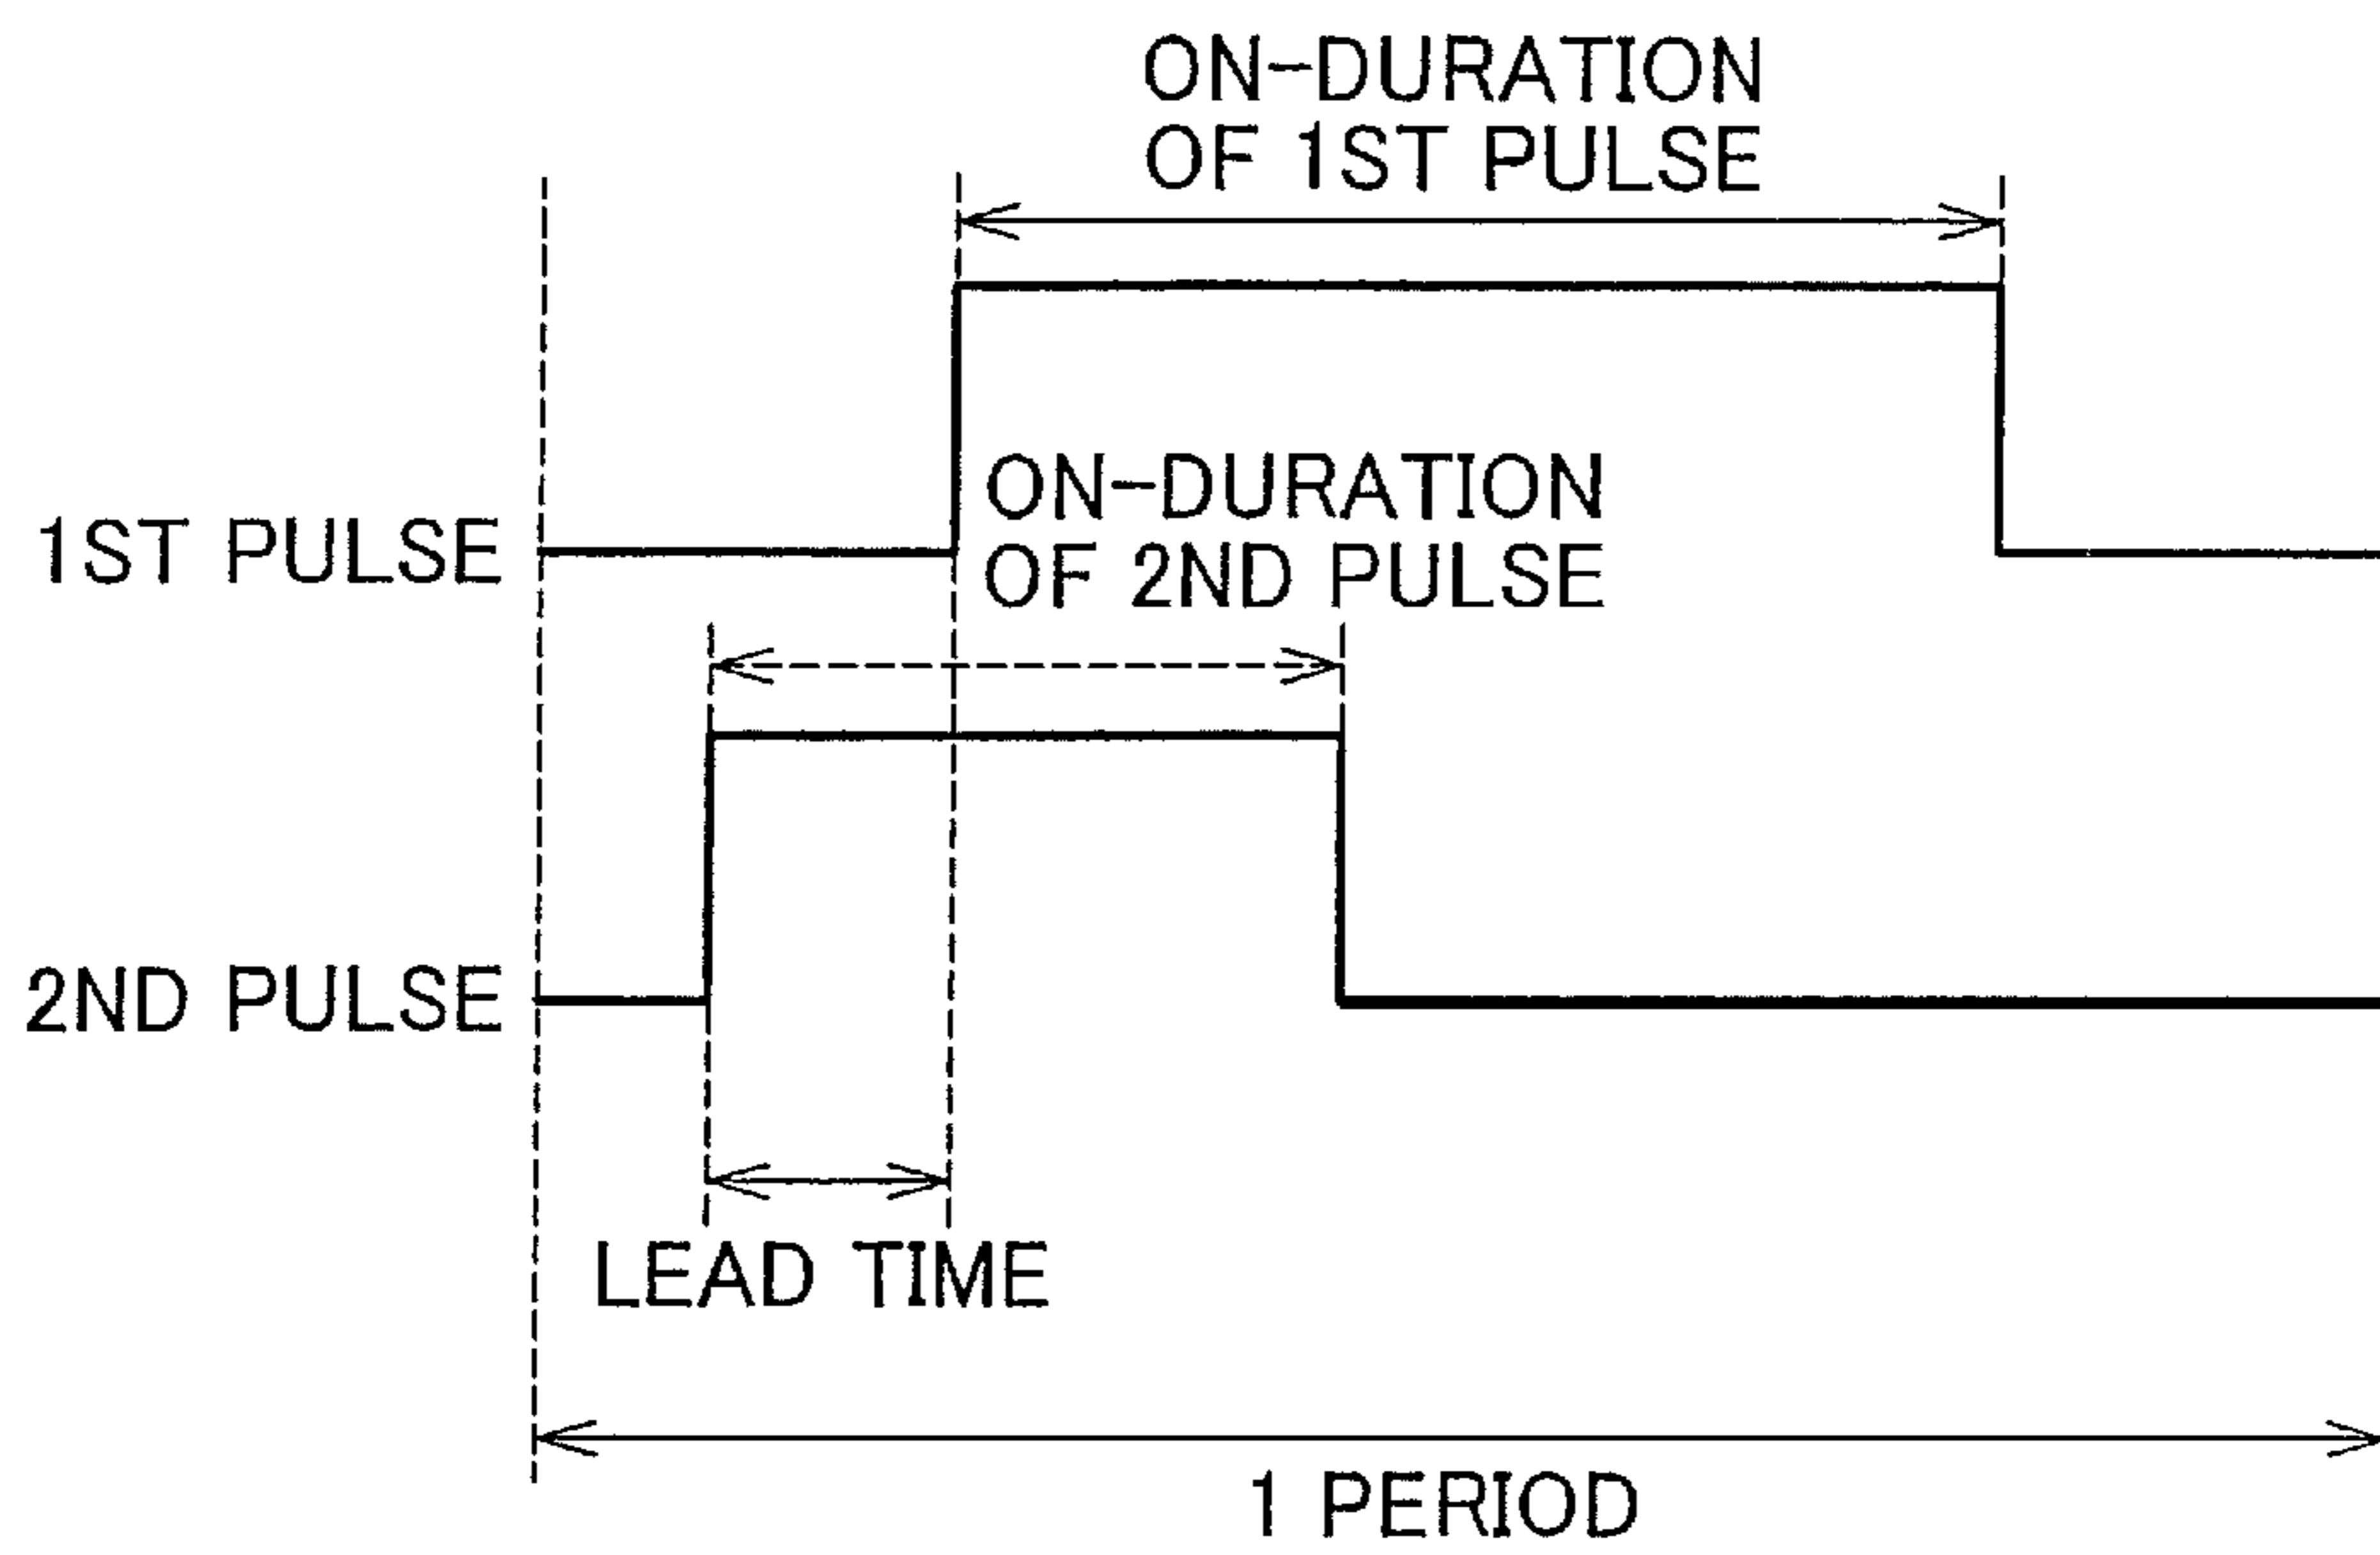 ON-DURATION
OF 1ST PULSE
1ST PULSE
ON-DURATION
OF 2ND PULSE
2ND PULSE
LEAD TIME
1 PERIOD